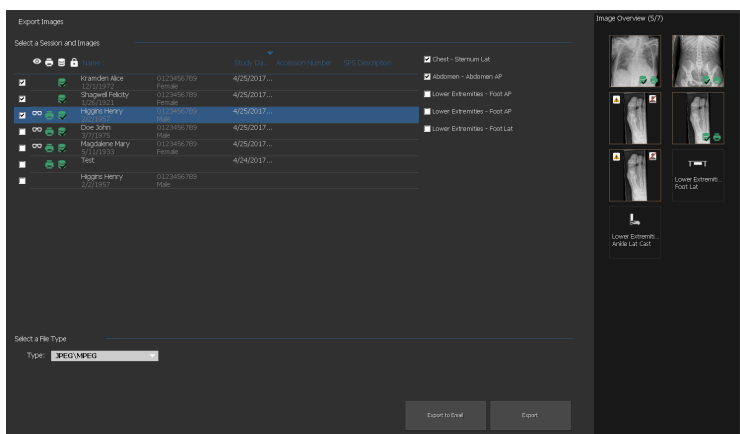 Export Images
Image Overview (5/7)
Select a Session and Images
Name
Study Da... Accession Number SPS Description
Kramden Alice 0123456789 4/25/2017...
12/1/1972 Female
Shagwell Felicity 0123456789 4/25/2017...
1/26/1921 Female
Higgins Henry 0123456789 4/25/2017...
2/2/1957 Male
Doe John 0123456789 4/25/2017...
3/7/1975 Male
Magdalene Mary 0123456789 4/25/2017...
5/11/1933 Female
Test 4/24/2017...
Higgins Henry 0123456789
2/2/1957 Male
Chest - Sternum Lat
Abdomen - Abdomen AP
Lower Extremities - Foot AP
Lower Extremities - Foot AP
Lower Extremities - Foot Lat
Lower Extremiti...
Foot Lat
Lower Extremiti...
Ankle Lat Cast
Select a File Type
Type: JPEG\MPEG
Export to Email
Export